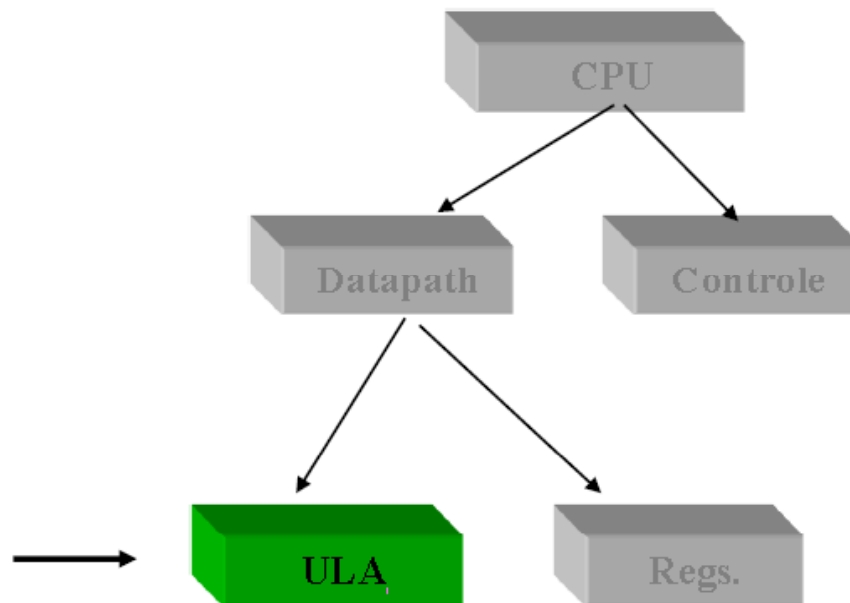 CPU
Datapath
Controle
ULA
Regs.